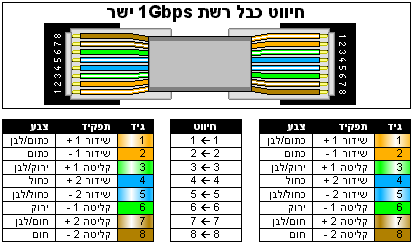 חיווט כבל רשת 1Gbps ישר
12345678
12345678
גיד תפקיד צבע
1 שידור 1 + כתום/לבן
2 שידור 1 - כתום
3 קליטה 1 + ירוק/לבן
4 שידור 2 + כחול
5 שידור 2 - כחול/לבן
6 קליטה 1 - ירוק
7 קליטה 2 + חום/לבן
8 קליטה 2 - חום
חיווט
1 ← 1
2 ← 2
3 ← 3
4 ← 4
5 ← 5
6 ← 6
7 ← 7
8 ← 8
גיד תפקיד צבע
1 שידור 1 + כתום/לבן
2 שידור 1 - כתום
3 קליטה 1 + ירוק/לבן
4 שידור 2 + כחול
5 שידור 2 - כחול/לבן
6 קליטה 1 - ירוק
7 קליטה 2 + חום/לבן
8 קליטה 2 - חום